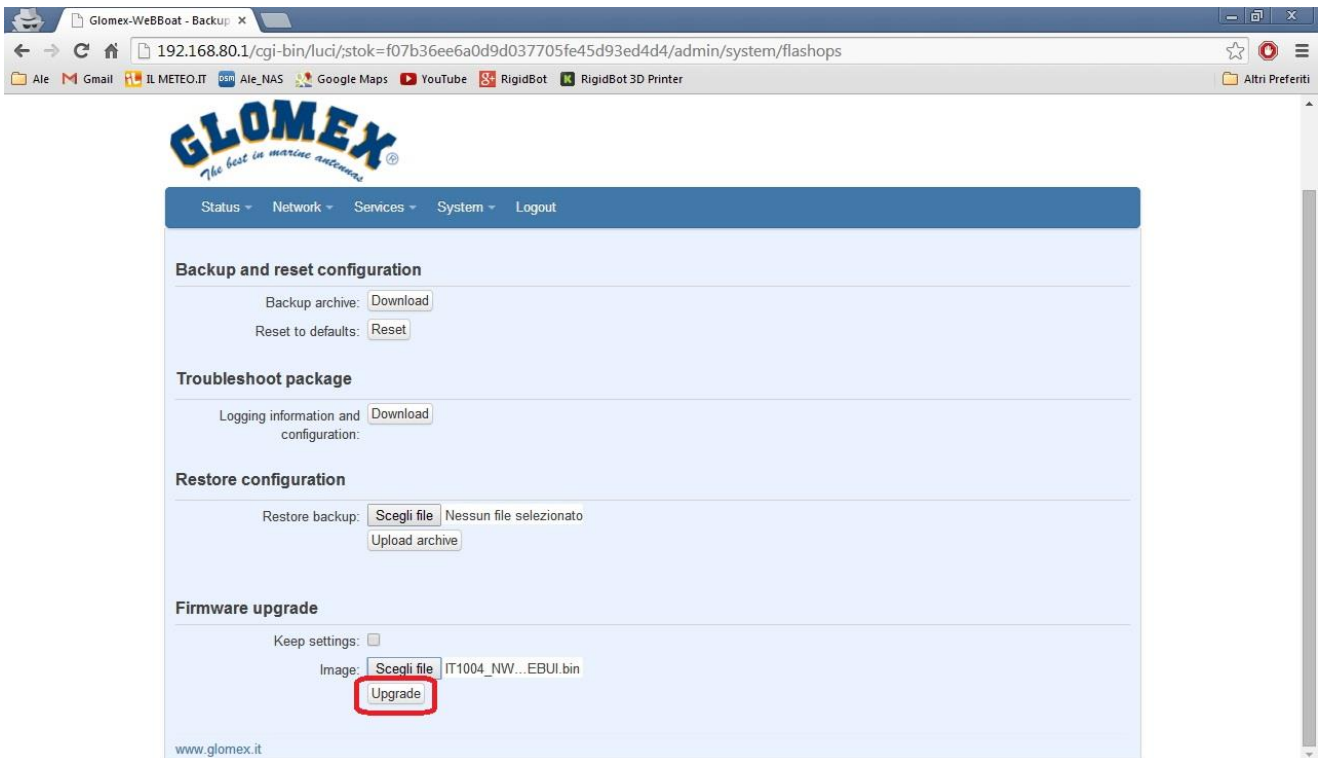 Glomex-WeBBoat - Backup
192.168.80.1/cgi-bin/luci/;stok=f07b36ee6a0d9d037705fe45d93ed4d4/admin/system/flashops
Ale Gmail IL METEO.IT DSM Ale_NAS Google Maps YouTube RigidBot K RigidBot 3D Printer Altri Preferiti
GLOMEX ®
The best in marine antennas
Status Network Services System Logout
Backup and reset configuration
Backup archive: Download
Reset to defaults: Reset
Troubleshoot package
Logging information and Download
configuration:
Restore configuration
Restore backup: Scegli file Nessun file selezionato
Upload archive
Firmware upgrade
Keep settings:
Image: Scegli file IT1004_NW...EBUI.bin
Upgrade
www.glomex.it